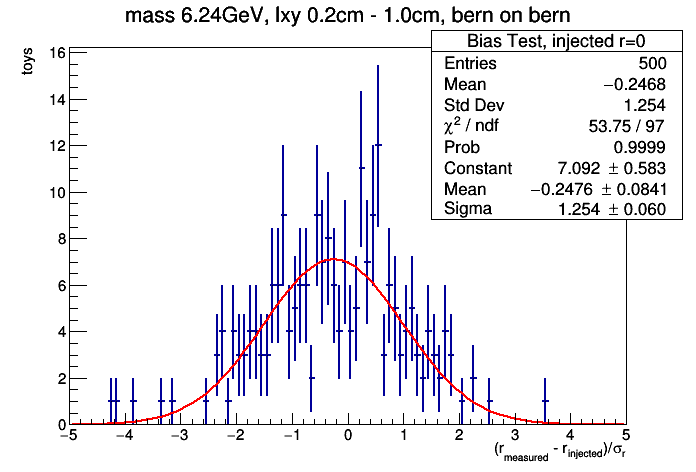 mass 6.24GeV, lxy 0.2cm - 1.0cm, bern on bern
toys
Bias Test, injected r=0
Entries 500
Mean −0.2468
Std Dev 1.254
χ² / ndf 53.75 / 97
Prob 0.9999
Constant 7.092 ± 0.583
Mean −0.2476 ± 0.0841
Sigma 1.254 ± 0.060
16
14
12
10
8
6
4
2
0
−5 −4 −3 −2 −1 0 1 2 3 4 5
(r_measured - r_injected)/σ_r